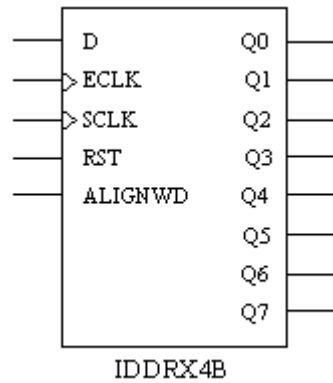 D Q0
ECLK Q1
SCLK Q2
RST Q3
ALIGNWD Q4
Q5
Q6
Q7
IDDRX4B